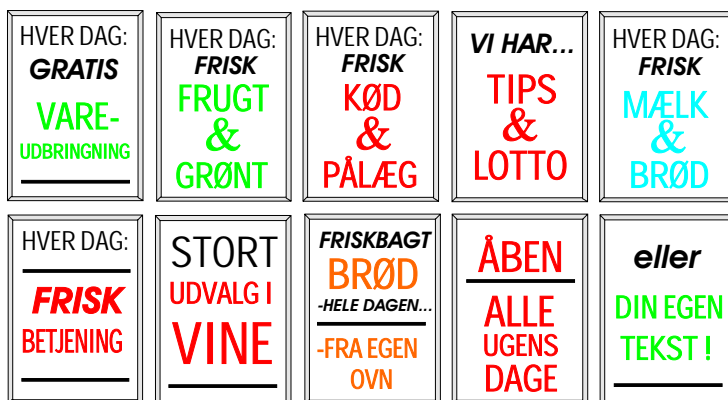 HVER DAG:
GRATIS
VARE-
UDBRINGNING
HVER DAG:
FRISK
FRUGT
&
GRØNT
HVER DAG:
FRISK
KØD
&
PÅLÆG
VI HAR...
TIPS
&
LOTTO
HVER DAG:
FRISK
MÆLK
&
BRØD
HVER DAG:
FRISK
BETJENING
STORT
UDVALG I
VINE
FRISKBAGT
BRØD
-HELE DAGEN...
-FRA EGEN
OVN
ÅBEN
ALLE
UGENS
DAGE
eller
DIN EGEN
TEKST !